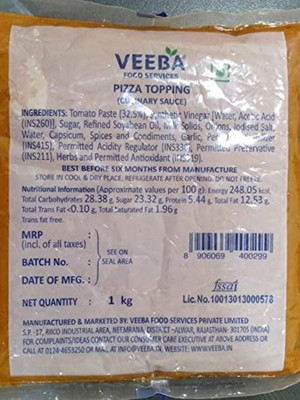 VEEBA
FOOD SERVICES
PIZZA TOPPING
(CULINARY SAUCE)
INGREDIENTS: Tomato Paste [32.5%], Synthetic Vinegar [Water, Acetic Acid
(INS260)], Sugar, Refined Soyabean Oil, Milk Solids, Onions, Iodised Salt,
Water, Capsicum, Spices and Condiments, Garlic,
(INS415), Permitted Acidity Regulator (INS330), Permitted Preservative
(INS211), Herbs and Permitted Antioxidant (INS319).
BEST BEFORE SIX MONTHS FROM MANUFACTURE
STORE IN COOL & DRY PLACE. REFRIGERATE AFTER OPENING. DO NOT FREEZE.
Nutritional Information (Approximate values per 100 g): Energy 248.05 kcal,
Total Carbohydrates 28.38 g, Sugar 23.32 g, Protein 5.44 g, Total Fat 12.53 g,
Total Trans Fat <0.10 g, Total Saturated Fat 1.96 g
Trans fat free.
MRP :
(incl. of all taxes)
BATCH No. :
DATE OF MFG. :
SEE ON
SEAL AREA
8 906069 400299
NET QUANTITY : 1 kg
fssai
Lic. No. 10013013000578
MANUFACTURED & MARKETED BY: VEEBA FOOD SERVICES PRIVATE LIMITED
S.P. -17, RIICO INDUSTRIAL AREA, NEEMRANA, DISTRICT -ALWAR, RAJASTHAN- 301705 (INDIA)
FOR COMPLAINTS/IDEAS CONTACT OUR CONSUMER CARE EXECUTIVE AT ABOVE ADDRESS OR
CALL AT 0124-4653250 OR MAIL AT INFO@VEEBA.IN, WEBSITE: WWW.VEEBA.IN